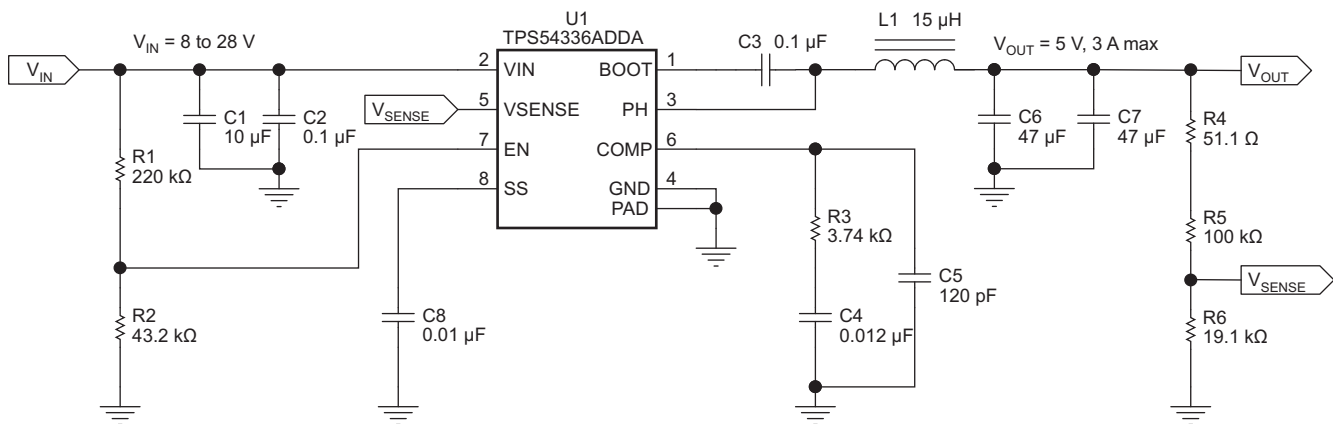 U1
TPS54336ADDA
L1 15 µH
V_IN = 8 to 28 V
C3 0.1 µF
V_OUT = 5 V, 3 A max
V_IN
2 VIN BOOT 1
V_OUT
V_SENSE
5 VSENSE PH 3
C1
10 µF
C2
0.1 µF
C6
47 µF
C7
47 µF
R4
51.1 Ω
7 EN COMP 6
R1
220 kΩ
8 SS GND 4
PAD
R3
3.74 kΩ
R5
100 kΩ
C5
120 pF
V_SENSE
R2
43.2 kΩ
C8
0.01 µF
C4
0.012 µF
R6
19.1 kΩ